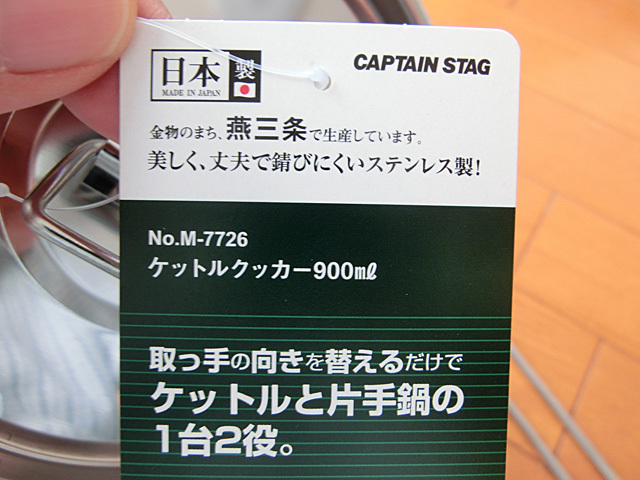 日本製
MADE IN JAPAN
CAPTAIN STAG
金物のまち、燕三条で生産しています。
美しく、丈夫で錆びにくいステンレス製!
No.M-7726
ケットルクッカー900㎖
取っ手の向きを替えるだけで
ケットルと片手鍋の
1台2役。